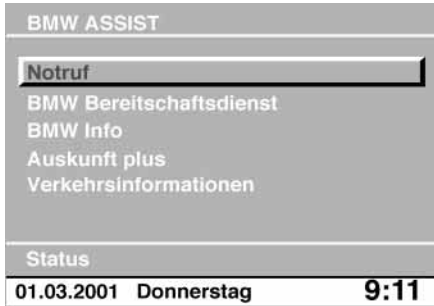 BMW ASSIST
Notruf
BMW Bereitschaftsdienst
BMW Info
Auskunft plus
Verkehrsinformationen
Status
01.03.2001 Donnerstag 9:11